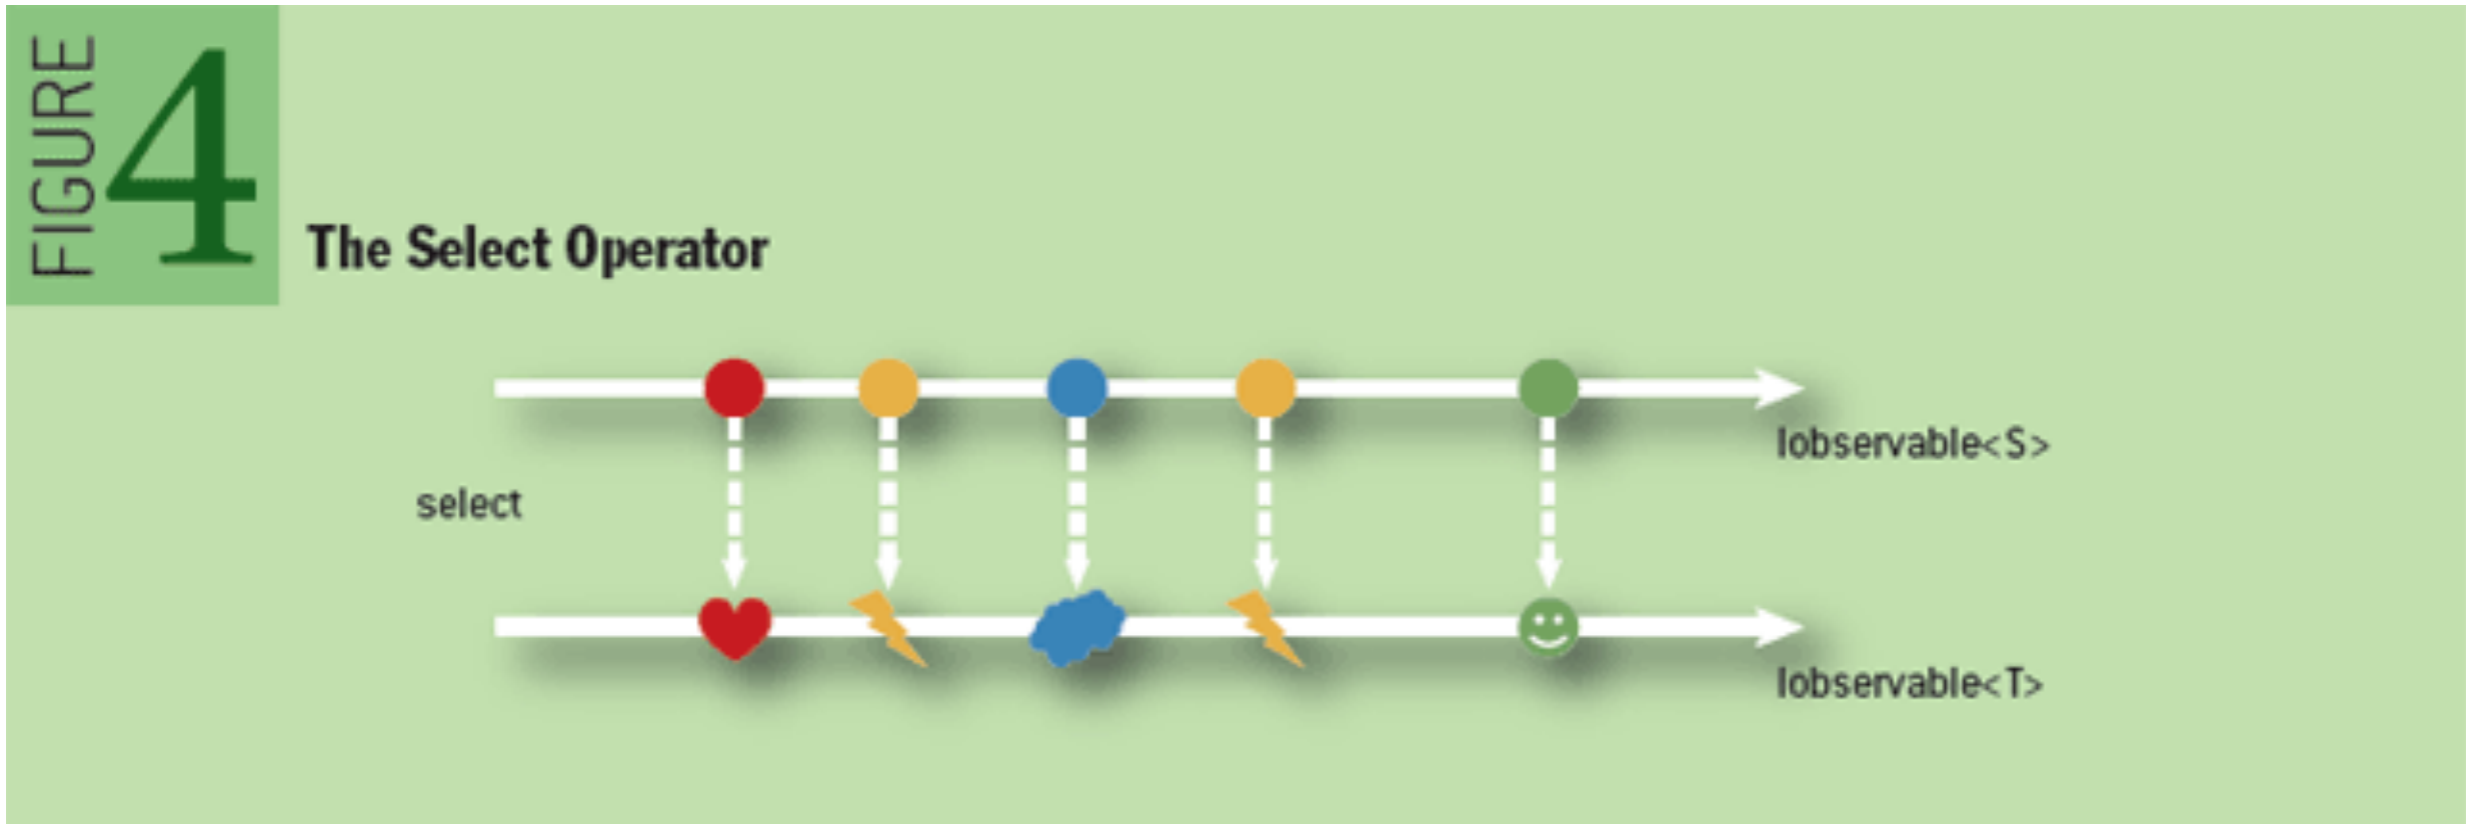 FIGURE 4
The Select Operator
Iobservable<S>
select
Iobservable<T>